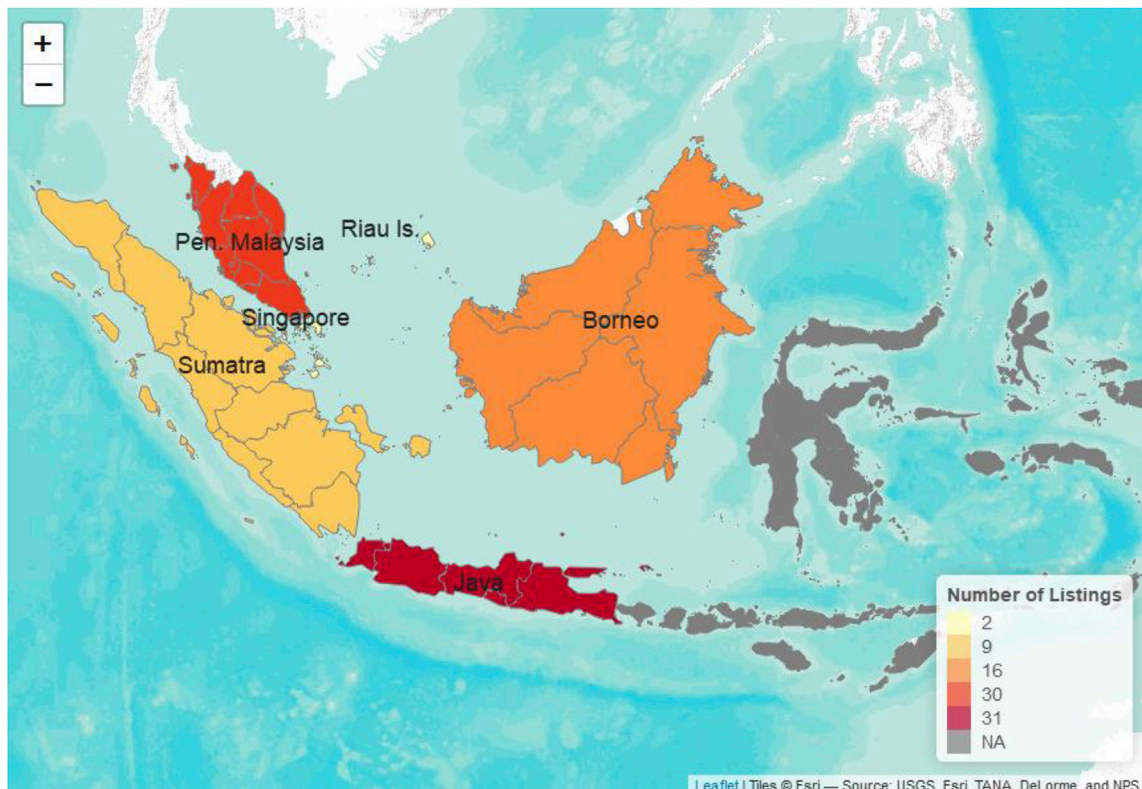 +
−
Riau Is.
Pen. Malaysia
Singapore
Borneo
Sumatra
Java
Number of Listings
2
9
16
30
31
NA
Leaflet | Tiles © Esri — Source: USGS, Esri, TANA, DeLorme, and NPS